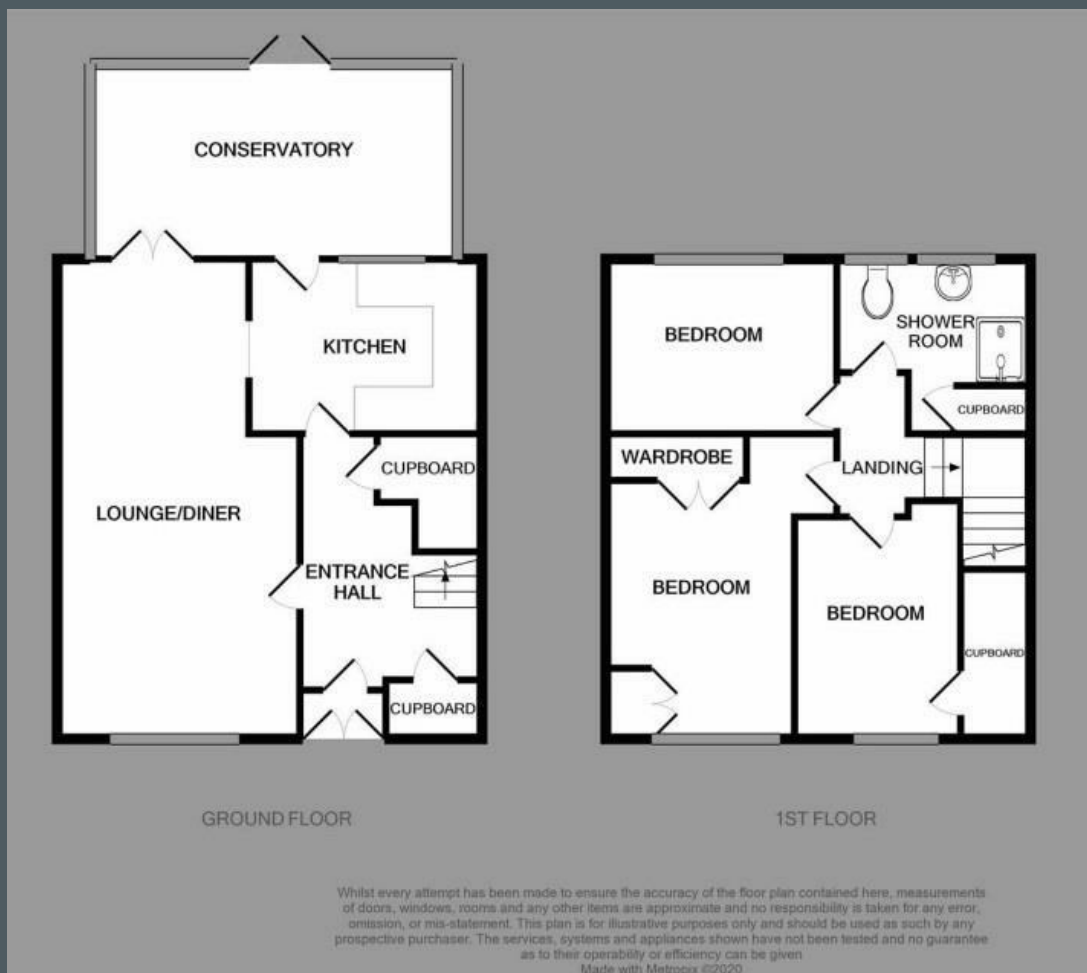 CONSERVATORY
KITCHEN
CUPBOARD
LOUNGE/DINER
ENTRANCE
HALL
CUPBOARD
GROUND FLOOR
BEDROOM
SHOWER
ROOM
CUPBOARD
WARDROBE
LANDING
BEDROOM
BEDROOM
CUPBOARD
1ST FLOOR
Whilst every attempt has been made to ensure the accuracy of the floor plan contained here, measurements
of doors, windows, rooms and any other items are approximate and no responsibility is taken for any error,
omission, or mis-statement. This plan is for illustrative purposes only and should be used as such by any
prospective purchaser. The services, systems and appliances shown have not been tested and no guarantee
as to their operability or efficiency can be given
Made with Metropix ©2020